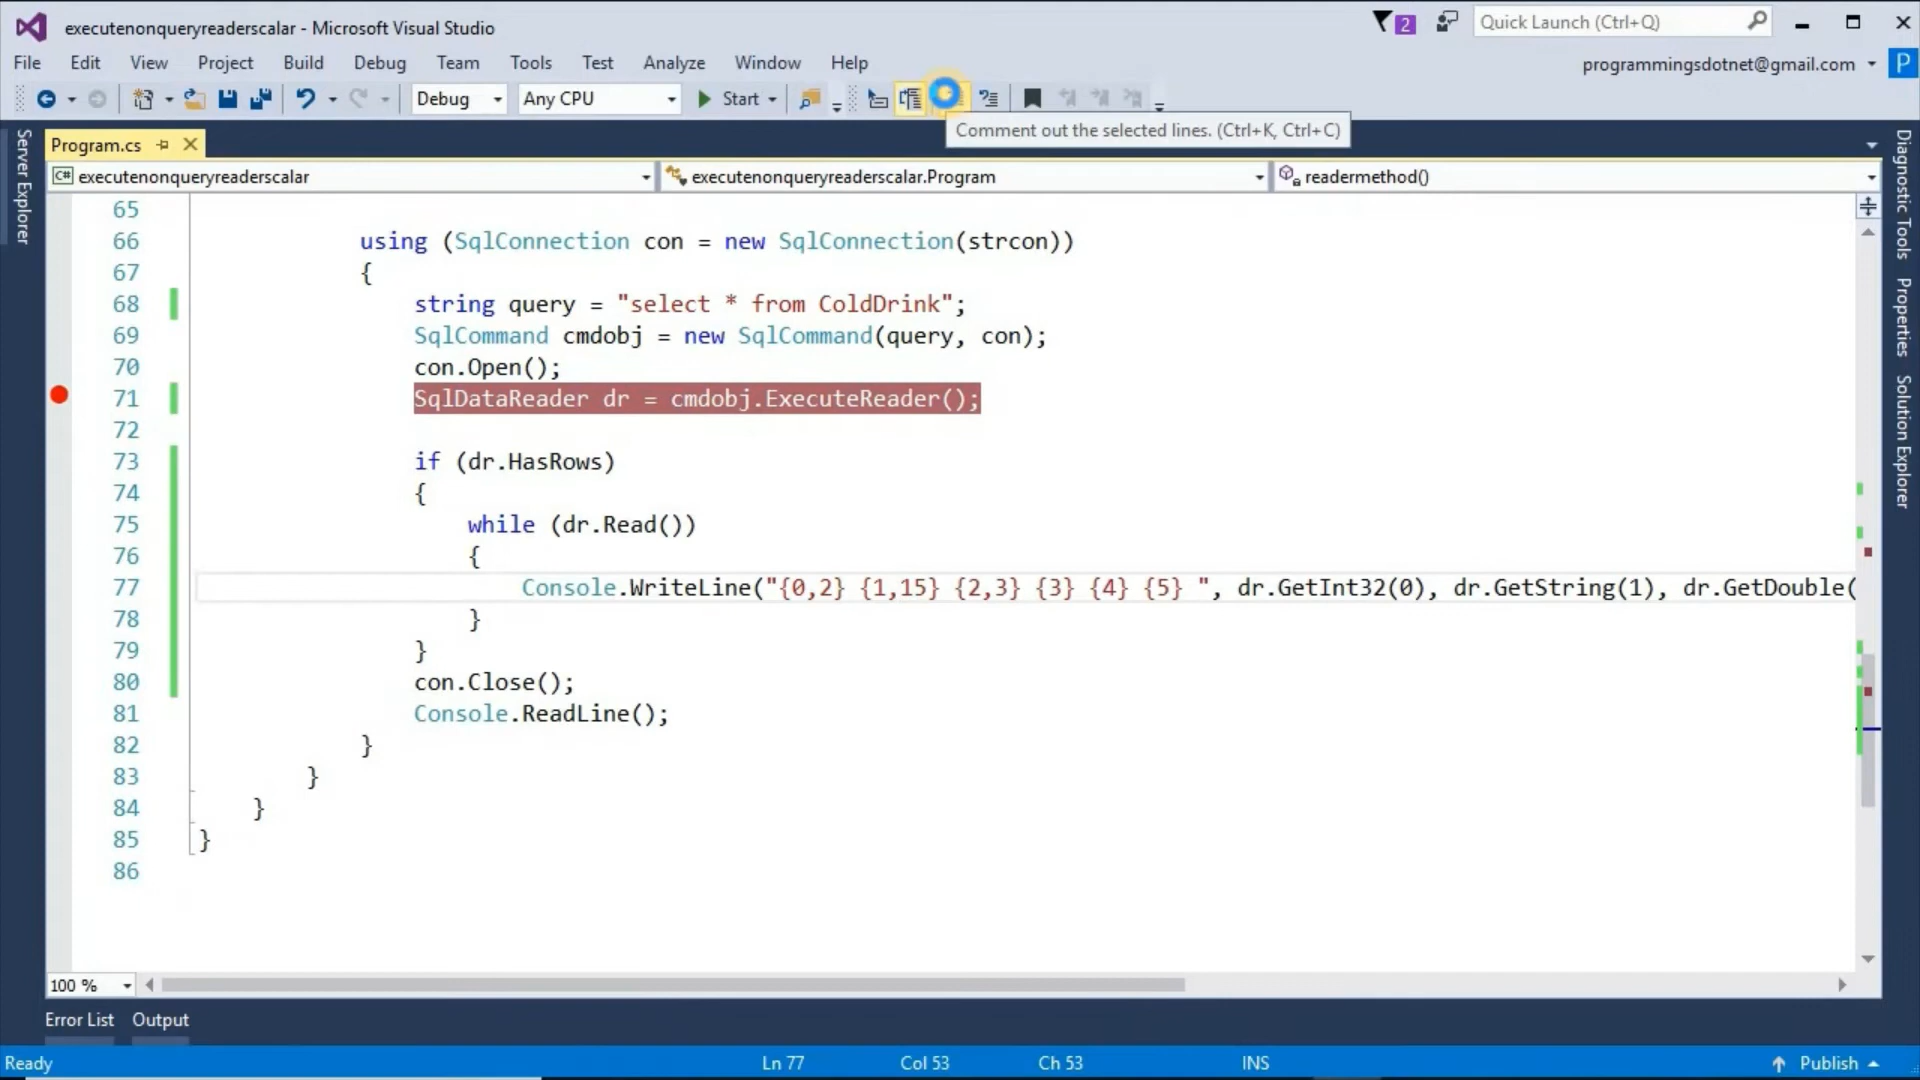 executenonqueryreaderscalar - Microsoft Visual Studio
2
Quick Launch (Ctrl+Q)
File Edit View Project Build Debug Team Tools Test Analyze Window Help
programmingsdotnet@gmail.com
P
Debug
Any CPU
Start
Comment out the selected lines. (Ctrl+K, Ctrl+C)
Server Explorer
Program.cs
executenonqueryreaderscalar
executenonqueryreaderscalar.Program
readermethod()
65
66 using (SqlConnection con = new SqlConnection(strcon))
67 {
68 string query = "select * from ColdDrink";
69 SqlCommand cmdobj = new SqlCommand(query, con);
70 con.Open();
71 SqlDataReader dr = cmdobj.ExecuteReader();
72
73 if (dr.HasRows)
74 {
75 while (dr.Read())
76 {
77 Console.WriteLine("{0,2} {1,15} {2,3} {3} {4} {5} ", dr.GetInt32(0), dr.GetString(1), dr.GetDouble(
78 }
79 }
80 con.Close();
81 Console.ReadLine();
82 }
83 }
84 }
85 }
86
Diagnostic Tools
Properties
Solution Explorer
100 %
Error List Output
Ready
Ln 77
Col 53
Ch 53
INS
Publish